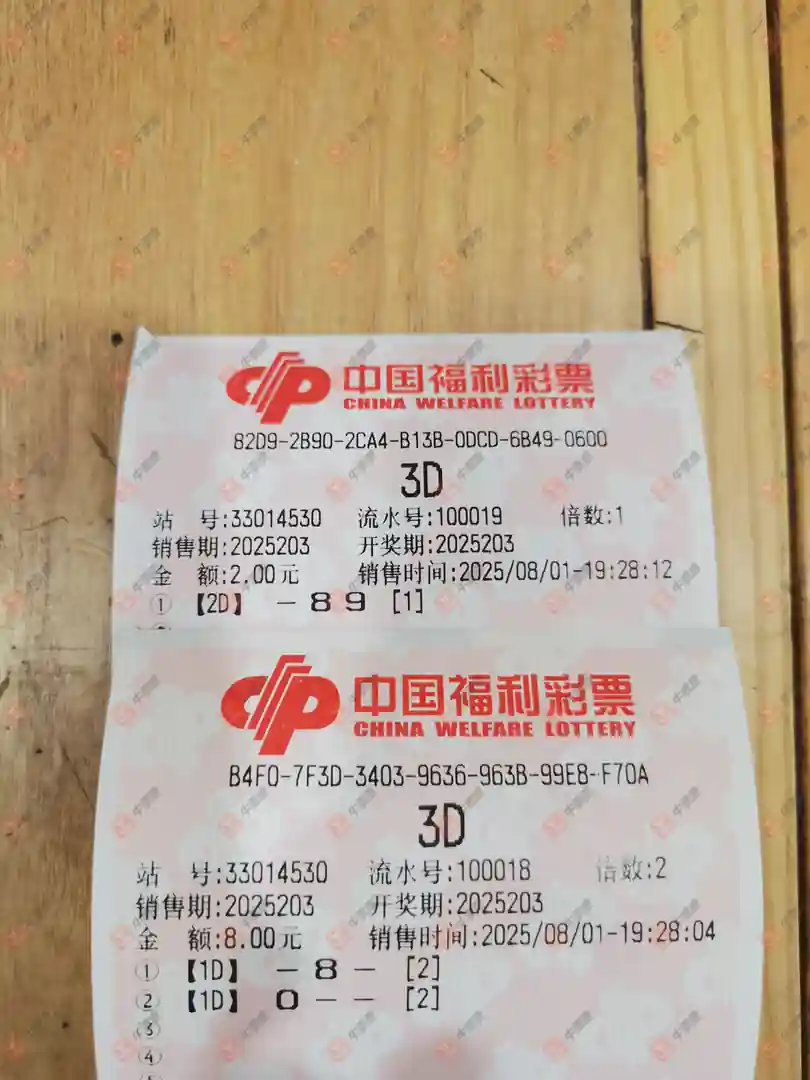 中国福利彩票
CHINA WELFARE LOTTERY
82D9-2B90-2CA4-B13B-0DCD-6B49-0600
3D
站 号:33014530 流水号:100019 倍数:1
销售期:2025203 开奖期:2025203
金 额:2.00元 销售时间:2025/08/01-19:28:12
① 【2D】 - 8 9 [1]
中国福利彩票
CHINA WELFARE LOTTERY
B4F0-7F3D-3403-9636-963B-99E8-F70A
3D
站 号:33014530 流水号:100018 倍数:2
销售期:2025203 开奖期:2025203
金 额:8.00元 销售时间:2025/08/01-19:28:04
① 【1D】 - 8 - [2]
② 【1D】 0 - - [2]
③
④